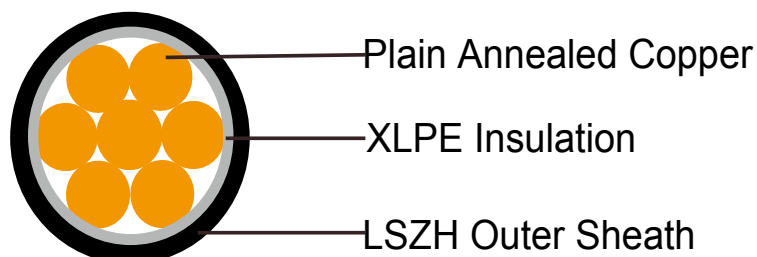 Plain Annealed Copper
XLPE Insulation
LSZH Outer Sheath